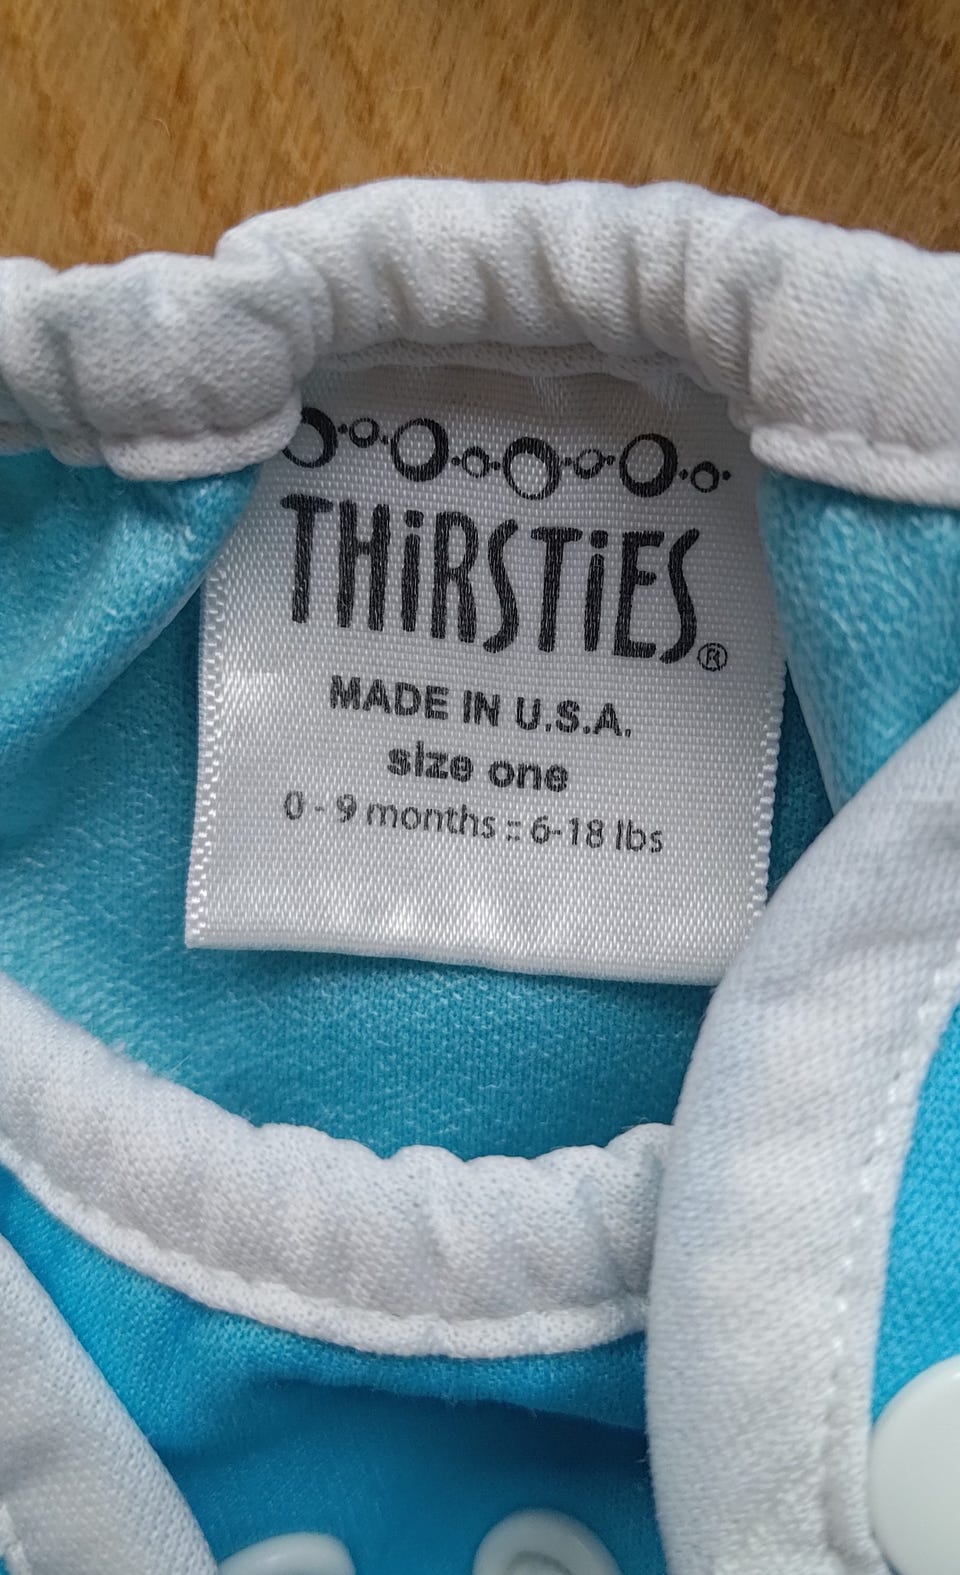 THiRSTiES®
MADE IN U.S.A.
size one
0 - 9 months :: 6-18 lbs